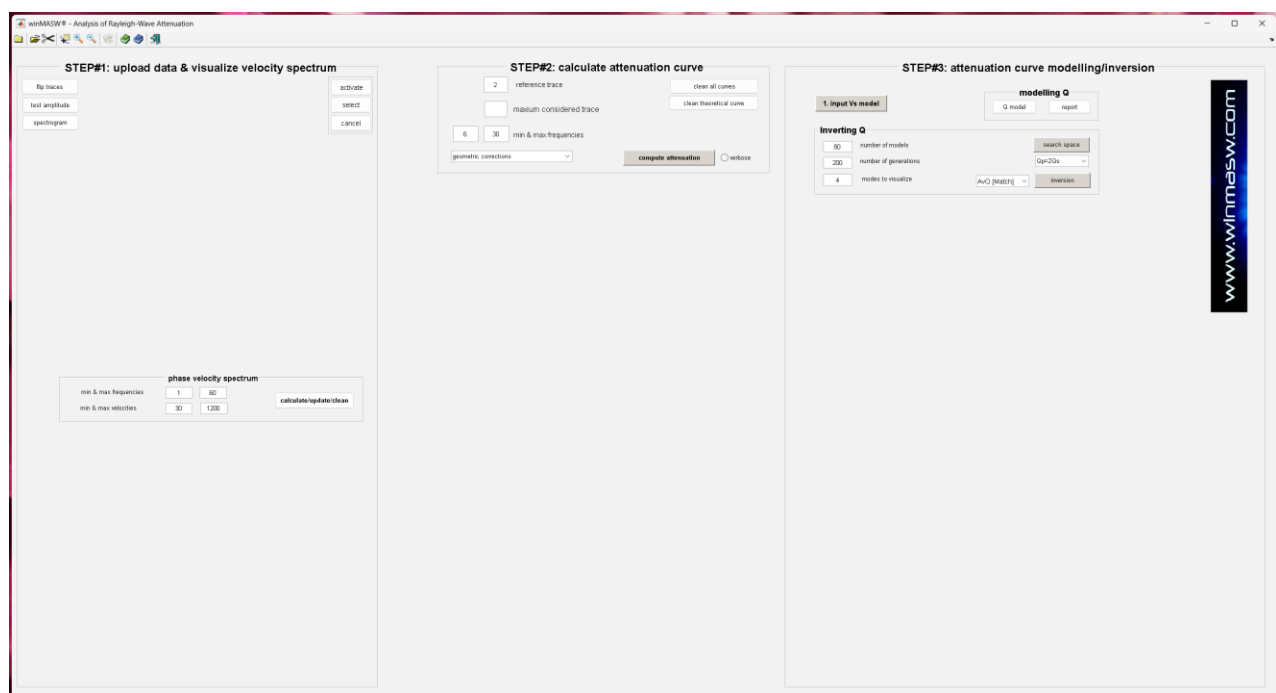 winMASW® - Analysis of Rayleigh-Wave Attenuation
STEP#1: upload data & visualize velocity spectrum
flip traces
test amplitude
spectrogram
activate
select
cancel
phase velocity spectrum
min & max frequencies 1 60
min & max velocities 30 1200
calculate/update/clean
STEP#2: calculate attenuation curve
2 reference trace
maxium considered trace
6 30 min & max frequencies
clean all curves
clean theoretical curve
geometric corrections
compute attenuation
verbose
STEP#3: attenuation curve modelling/inversion
1. input Vs model
modelling Q
Q model report
Inverting Q
80 number of models
200 number of generations
4 modes to visualize
search space
Qp=2Qs
AvO [Match]
inversion
www.winmasw.com